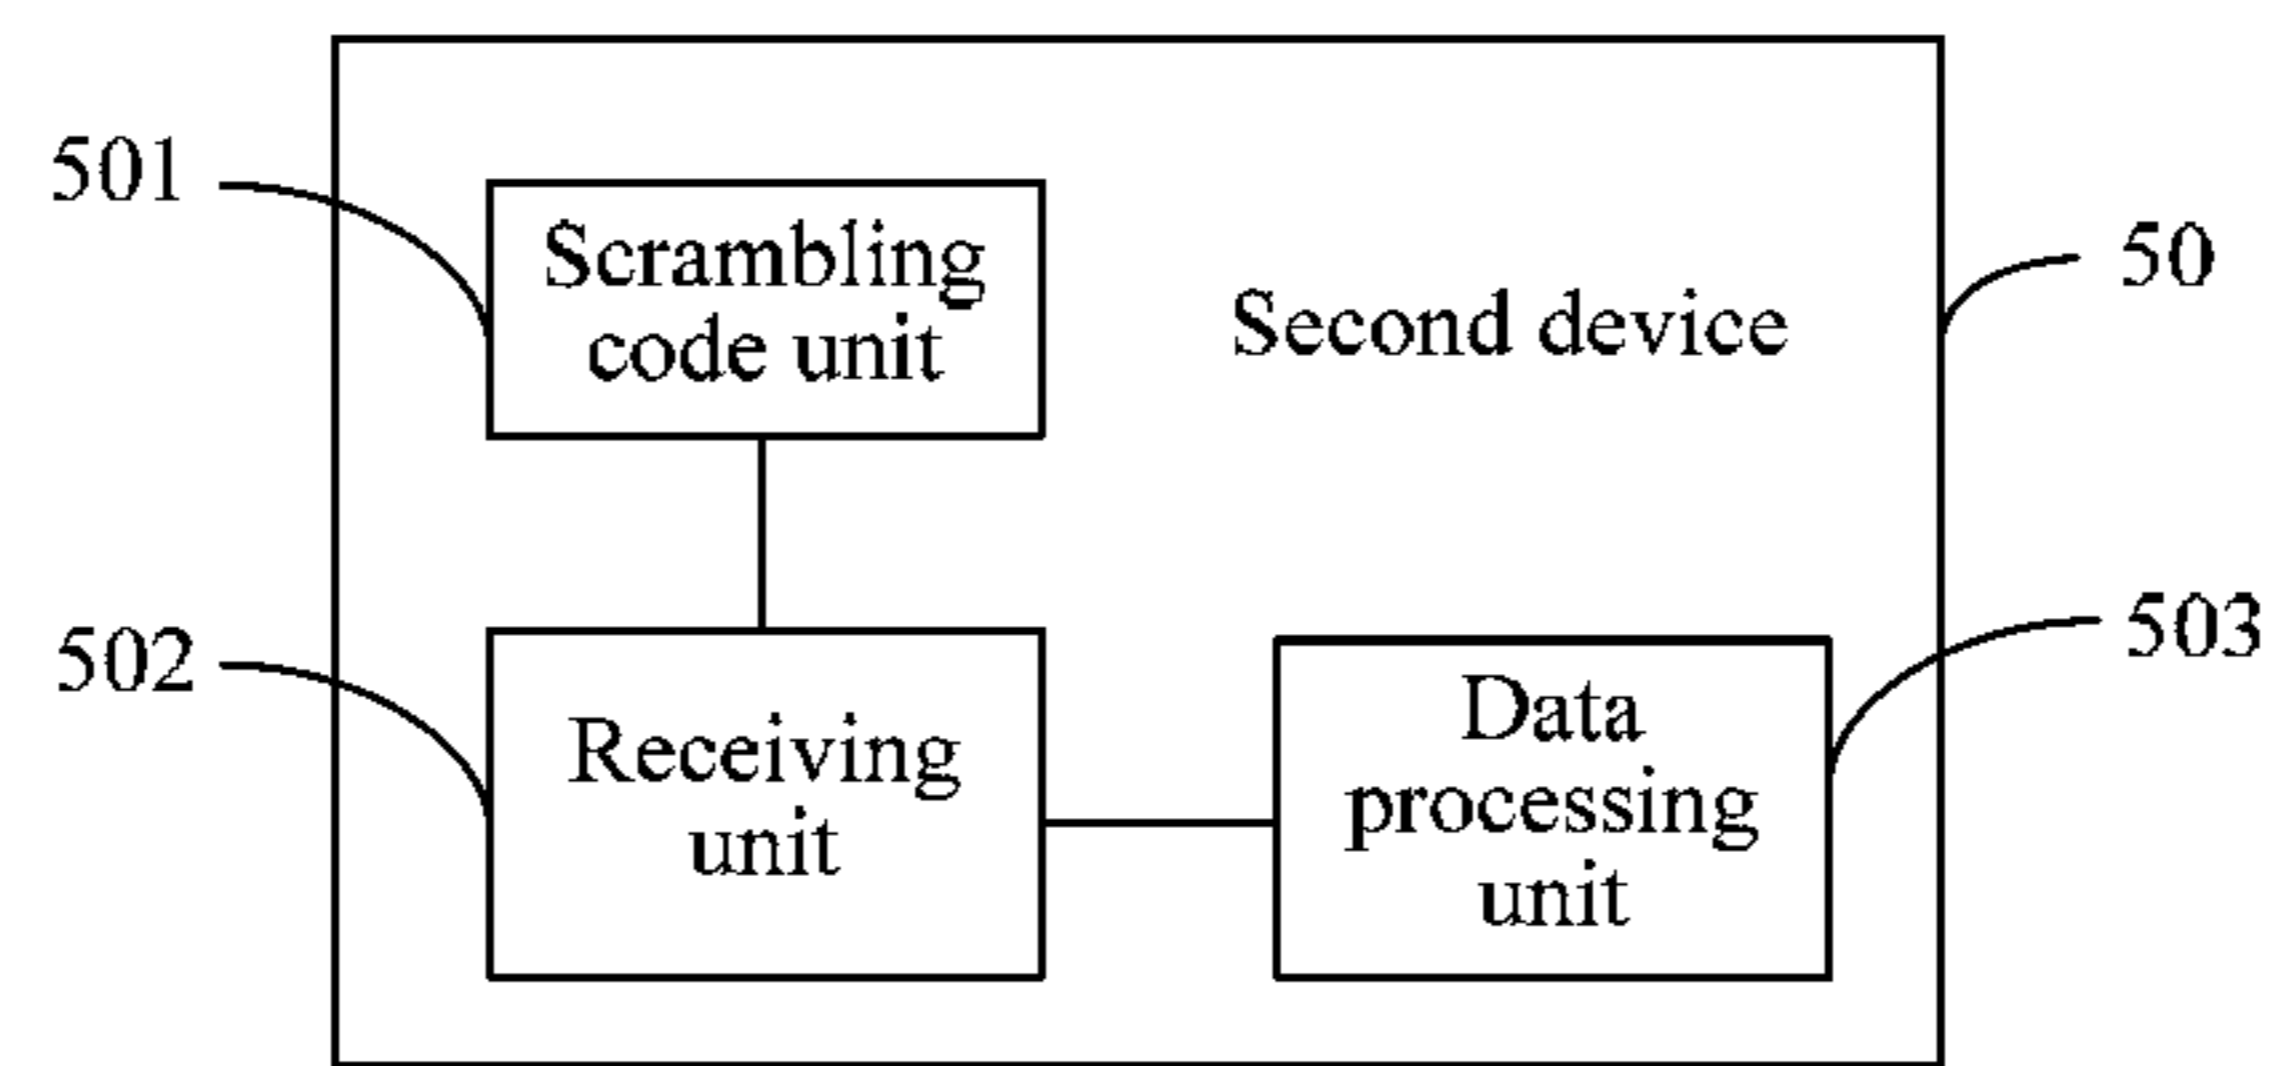 501
Scrambling
code unit
Second device
50
502
Receiving
unit
Data
processing
unit
503